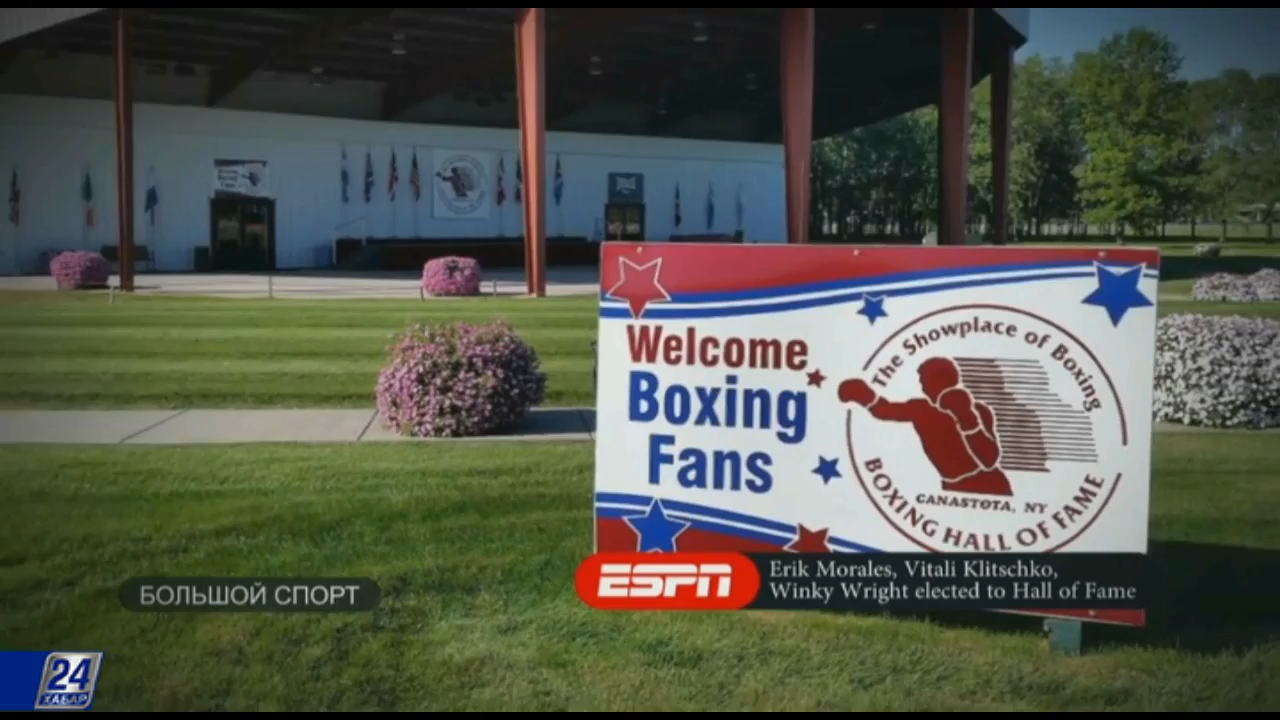 Welcome
Boxing
Fans
The Showplace of Boxing
CANASTOTA, NY
BOXING HALL OF FAME
ESPN
Erik Morales, Vitali Klitschko,
Winky Wright elected to Hall of Fame
БОЛЬШОЙ СПОРТ
24
ХАБАР